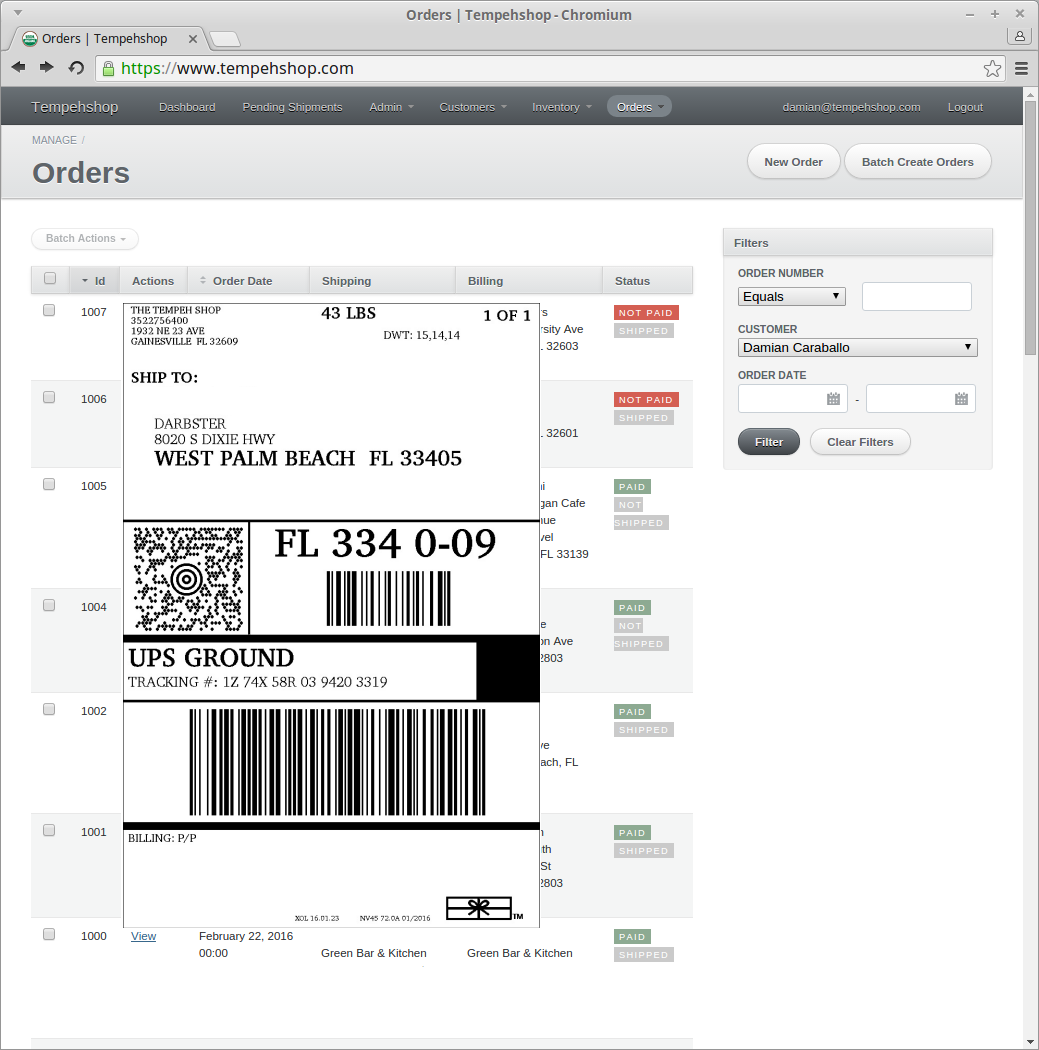 Orders | Tempehshop - Chromium
Orders | Tempehshop
https://www.tempehshop.com
Tempehshop Dashboard Pending Shipments Admin Customers Inventory Orders damian@tempehshop.com Logout
MANAGE /
Orders
New Order Batch Create Orders
Batch Actions
Id Actions Order Date Shipping Billing Status
1007
THE TEMPEH SHOP
3522756400
1932 NE 23 AVE
GAINESVILLE FL 32609
43 LBS
1 OF 1
DWT: 15,14,14
SHIP TO:
DARBSTER
8020 S DIXIE HWY
WEST PALM BEACH FL 33405
FL 334 0-09
UPS GROUND
TRACKING #: 1Z 74X 58R 03 9420 3319
BILLING: P/P
XOL 16.01.23 NV45 72.0A 01/2016
TM
rs
rsity Ave
. 32603
NOT PAID
SHIPPED
1006
. 32601
NOT PAID
SHIPPED
1005
ni
gan Cafe
nue
vel
FL 33139
PAID
NOT
SHIPPED
1004
e
on Ave
2803
PAID
NOT
SHIPPED
1002
ve
ach, FL
PAID
SHIPPED
1001
n
uth
St
2803
PAID
SHIPPED
1000 View February 22, 2016
00:00 Green Bar & Kitchen Green Bar & Kitchen
PAID
SHIPPED
Filters
ORDER NUMBER
Equals
CUSTOMER
Damian Caraballo
ORDER DATE
-
Filter Clear Filters